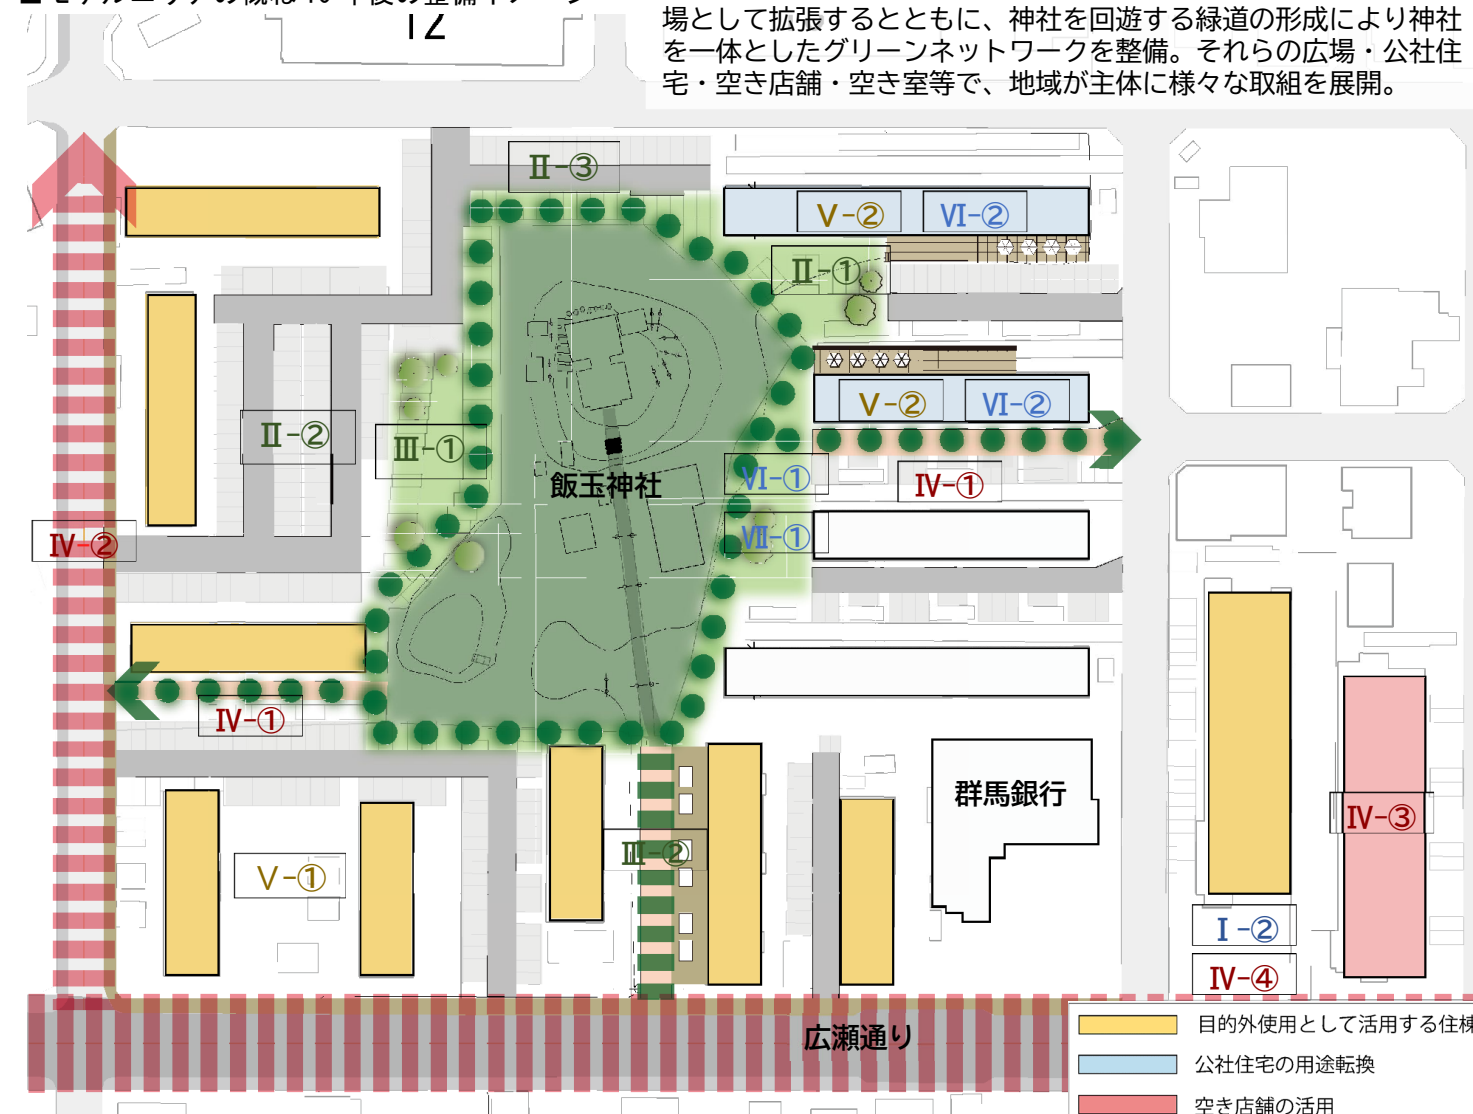 場として拡張するとともに、神社を回遊する緑道の形成により神社
を一体としたグリーンネットワークを整備。それらの広場・公社住
宅・空き店舗・空き室等で、地域が主体に様々な取組を展開。
12
Ⅱ-③
Ⅴ-②
Ⅵ-②
Ⅱ-①
Ⅴ-②
Ⅵ-②
Ⅱ-②
Ⅲ-①
飯玉神社
Ⅵ-①
Ⅳ-①
Ⅳ-②
Ⅶ-①
Ⅳ-①
群馬銀行
Ⅳ-③
Ⅲ-②
Ⅴ-①
Ⅰ-②
Ⅳ-④
広瀬通り
目的外使用として活用する住棟
公社住宅の用途転換
空き店舗の活用